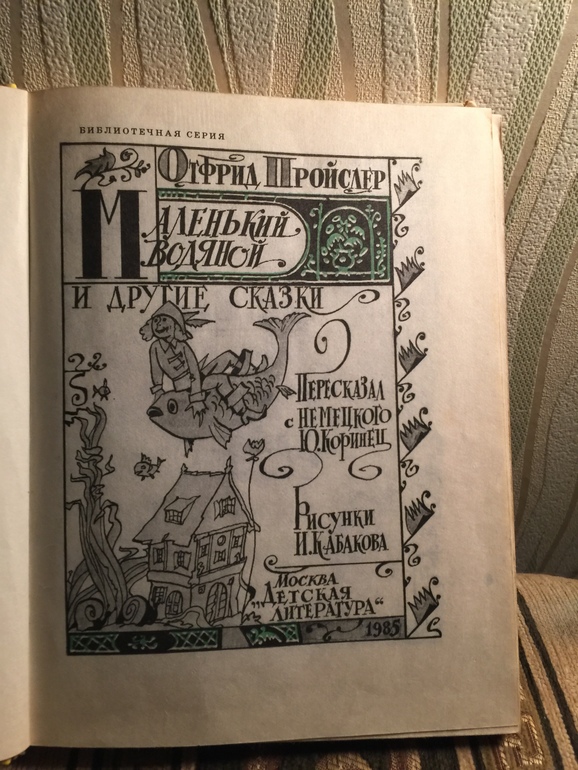 БИБЛИОТЕЧНАЯ СЕРИЯ
ОТФРИД ПРОЙСЛЕР
МАЛЕНЬКИЙ
ВОДЯНОЙ
И ДРУГИЕ СКАЗКИ
ПЕРЕСКАЗАЛ
С НЕМЕЦКОГО
Ю. КОРИНЕЦ
РИСУНКИ
И. КАБАКОВА
МОСКВА
„ДЕТСКАЯ
ЛИТЕРАТУРА“
1985